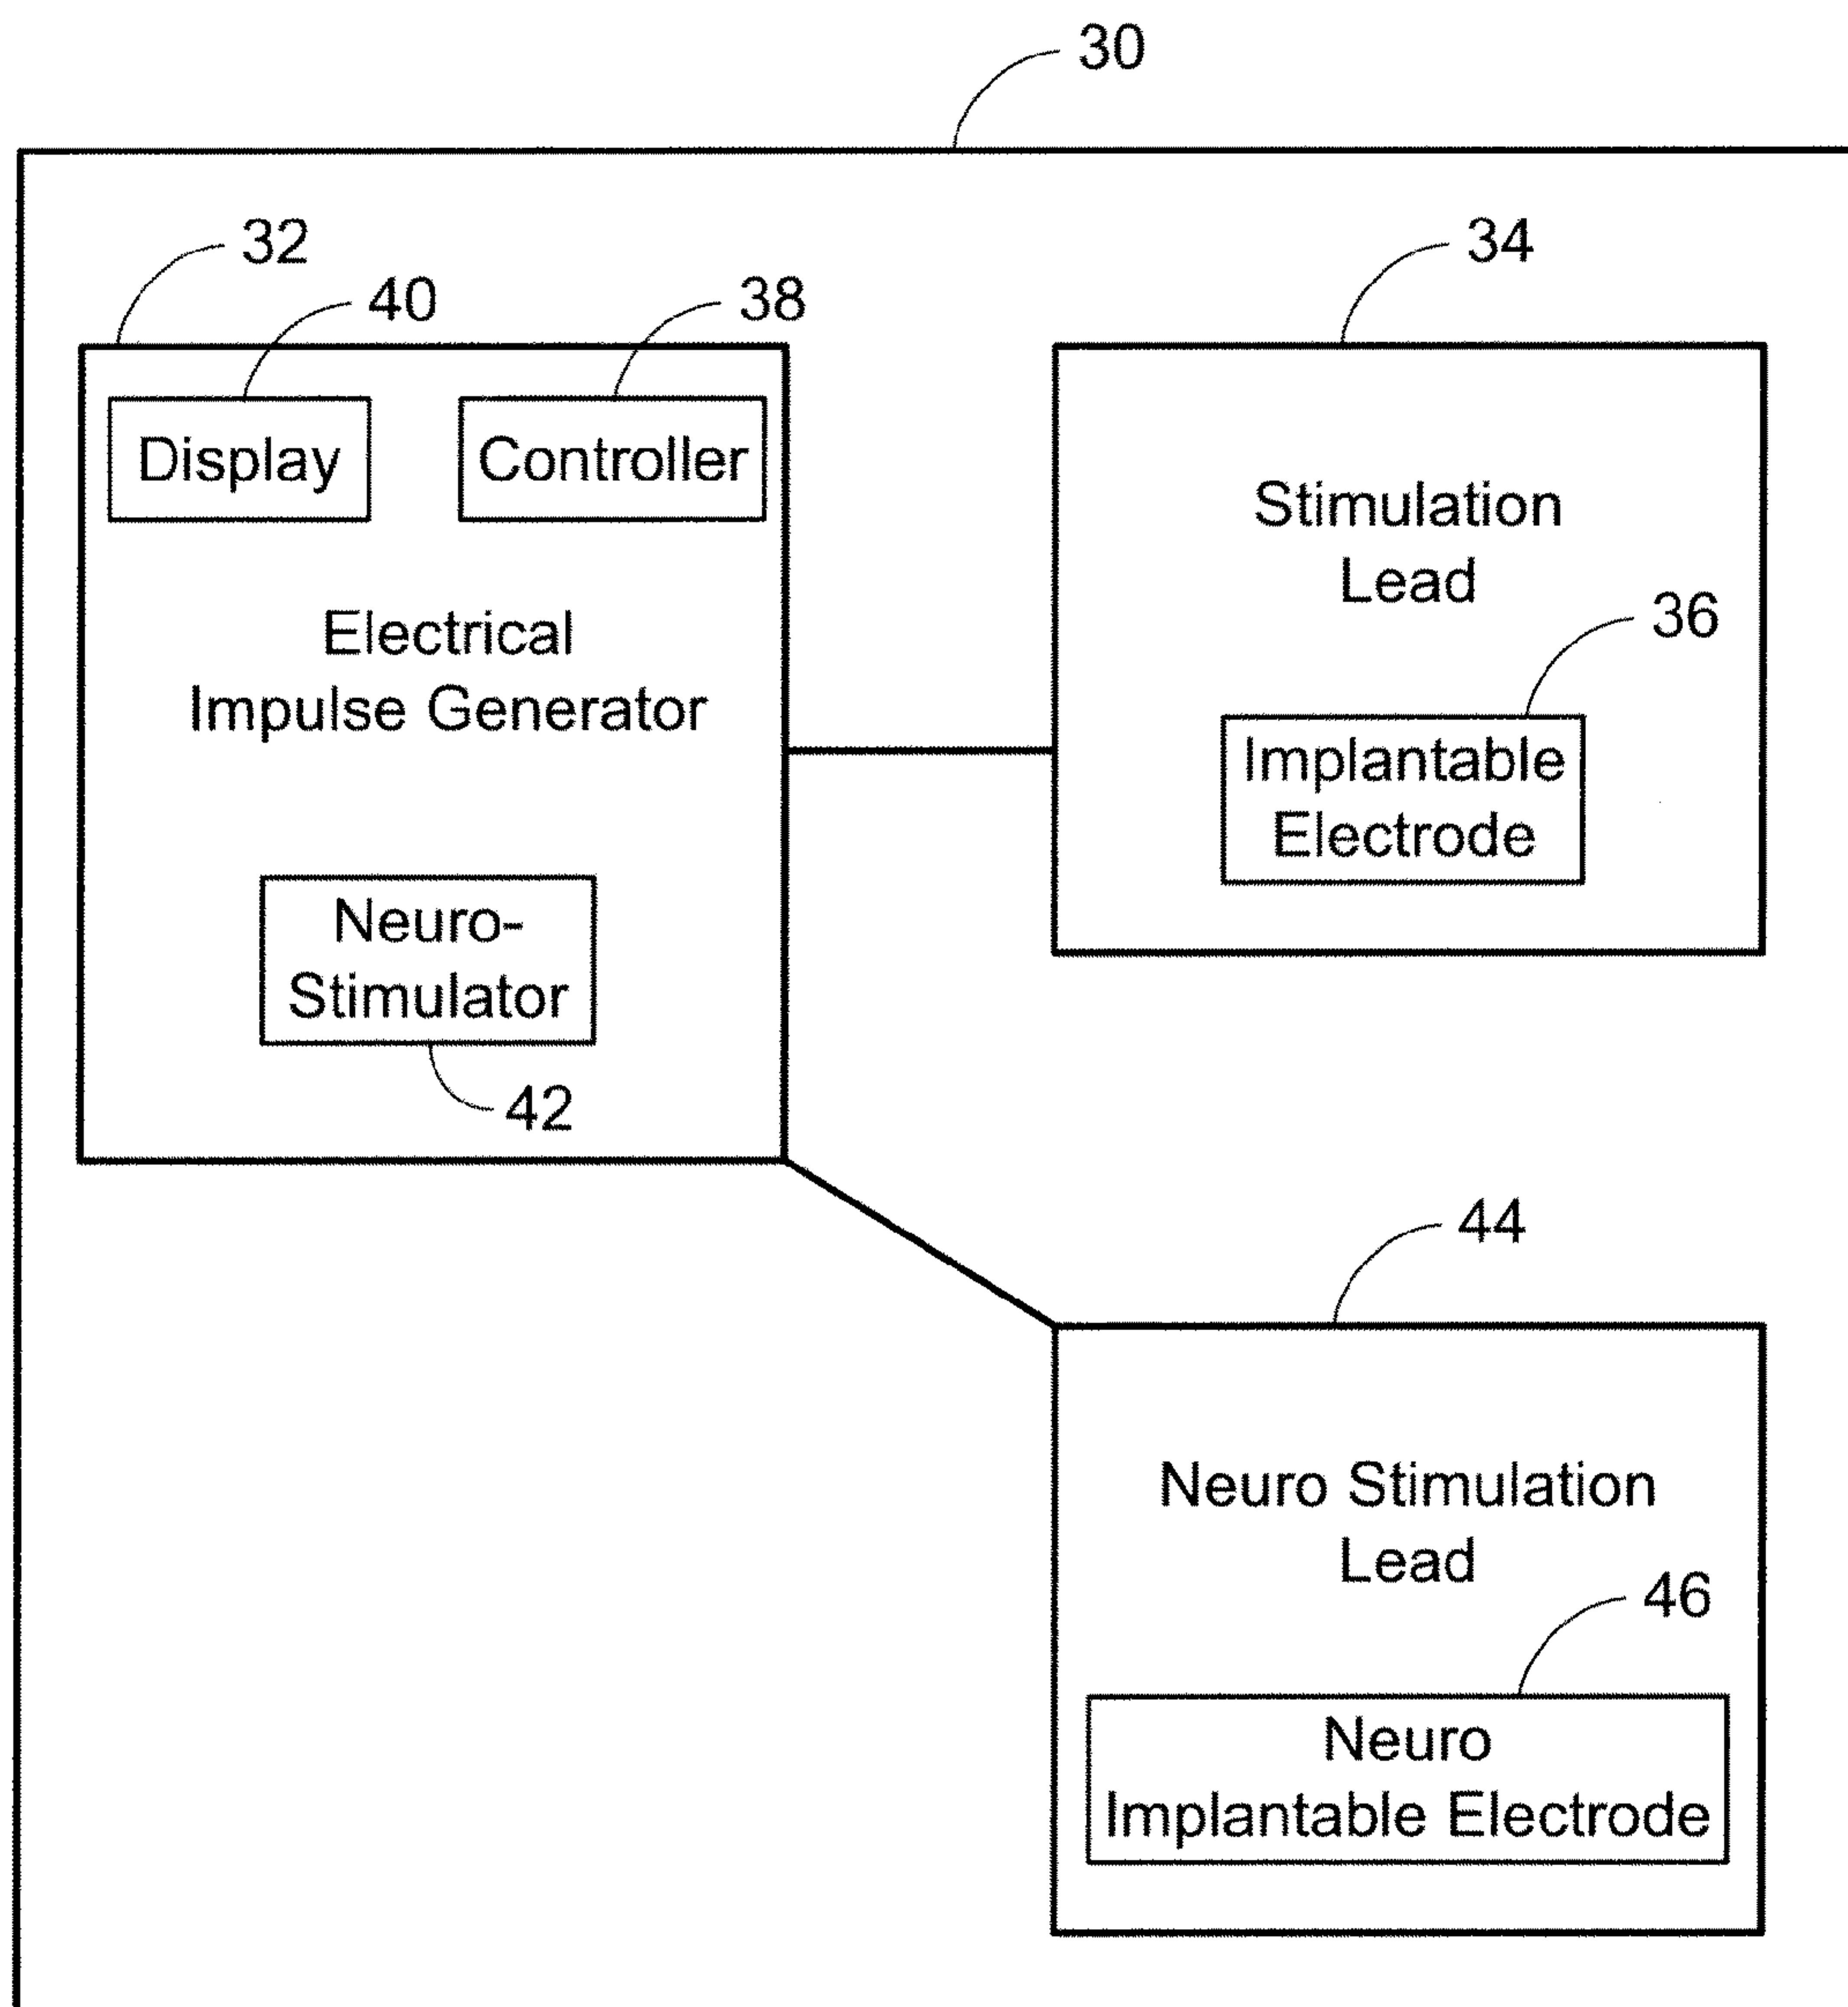 30
32
34
40
38
Display
Controller
Stimulation
Lead
36
Electrical
Impulse Generator
Implantable
Electrode
Neuro-
Stimulator
42
44
Neuro Stimulation
Lead
46
Neuro
Implantable Electrode